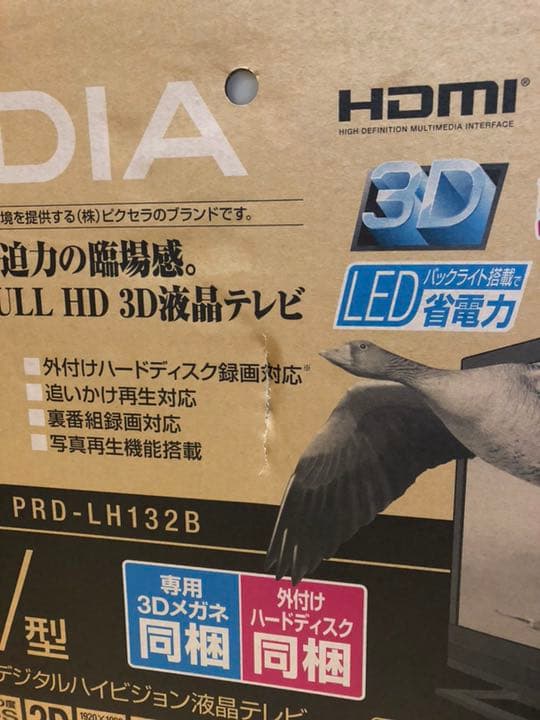 DIA
HDMI®
HIGH-DEFINITION MULTIMEDIA INTERFACE
境を提供する(株)ピクセラのブランドです。
3D
迫力の臨場感。
ULL HD 3D液晶テレビ
LED バックライト搭載で
省電力
外付けハードディスク録画対応※
追いかけ再生対応
裏番組録画対応
写真再生機能搭載
PRD-LH132B
専用
3Dメガネ
同梱
外付け
ハードディスク
同梱
V型
デジタルハイビジョン液晶テレビ